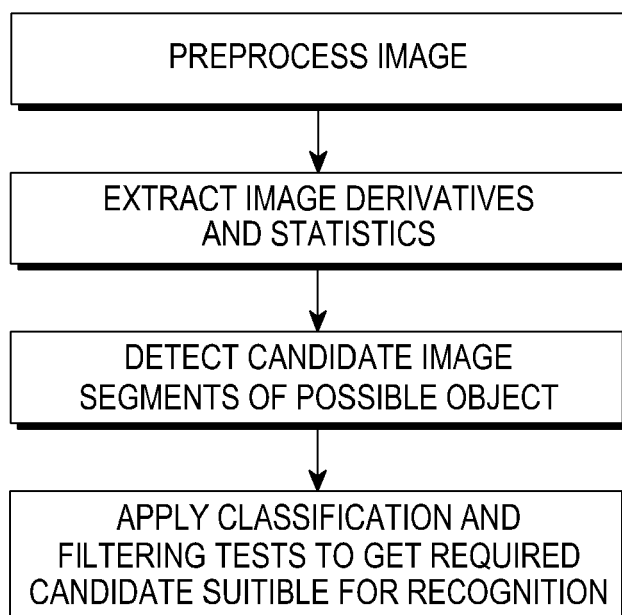 PREPROCESS IMAGE
EXTRACT IMAGE DERIVATIVES
AND STATISTICS
DETECT CANDIDATE IMAGE
SEGMENTS OF POSSIBLE OBJECT
APPLY CLASSIFICATION AND
FILTERING TESTS TO GET REQUIRED
CANDIDATE SUITIBLE FOR RECOGNITION